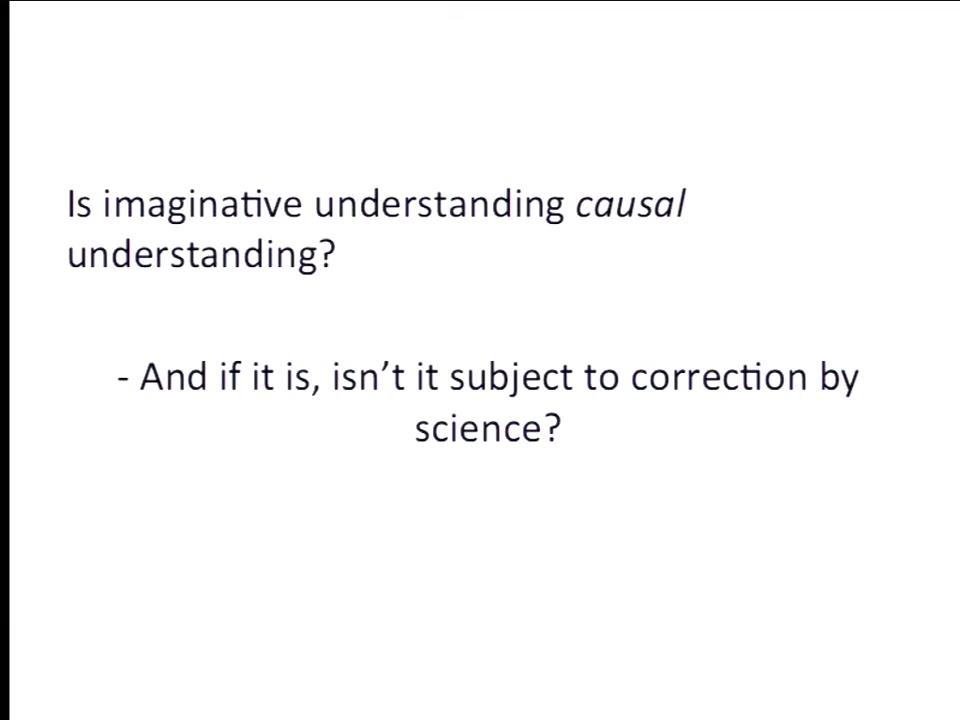 Is imaginative understanding causal
understanding?
- And if it is, isn’t it subject to correction by
science?